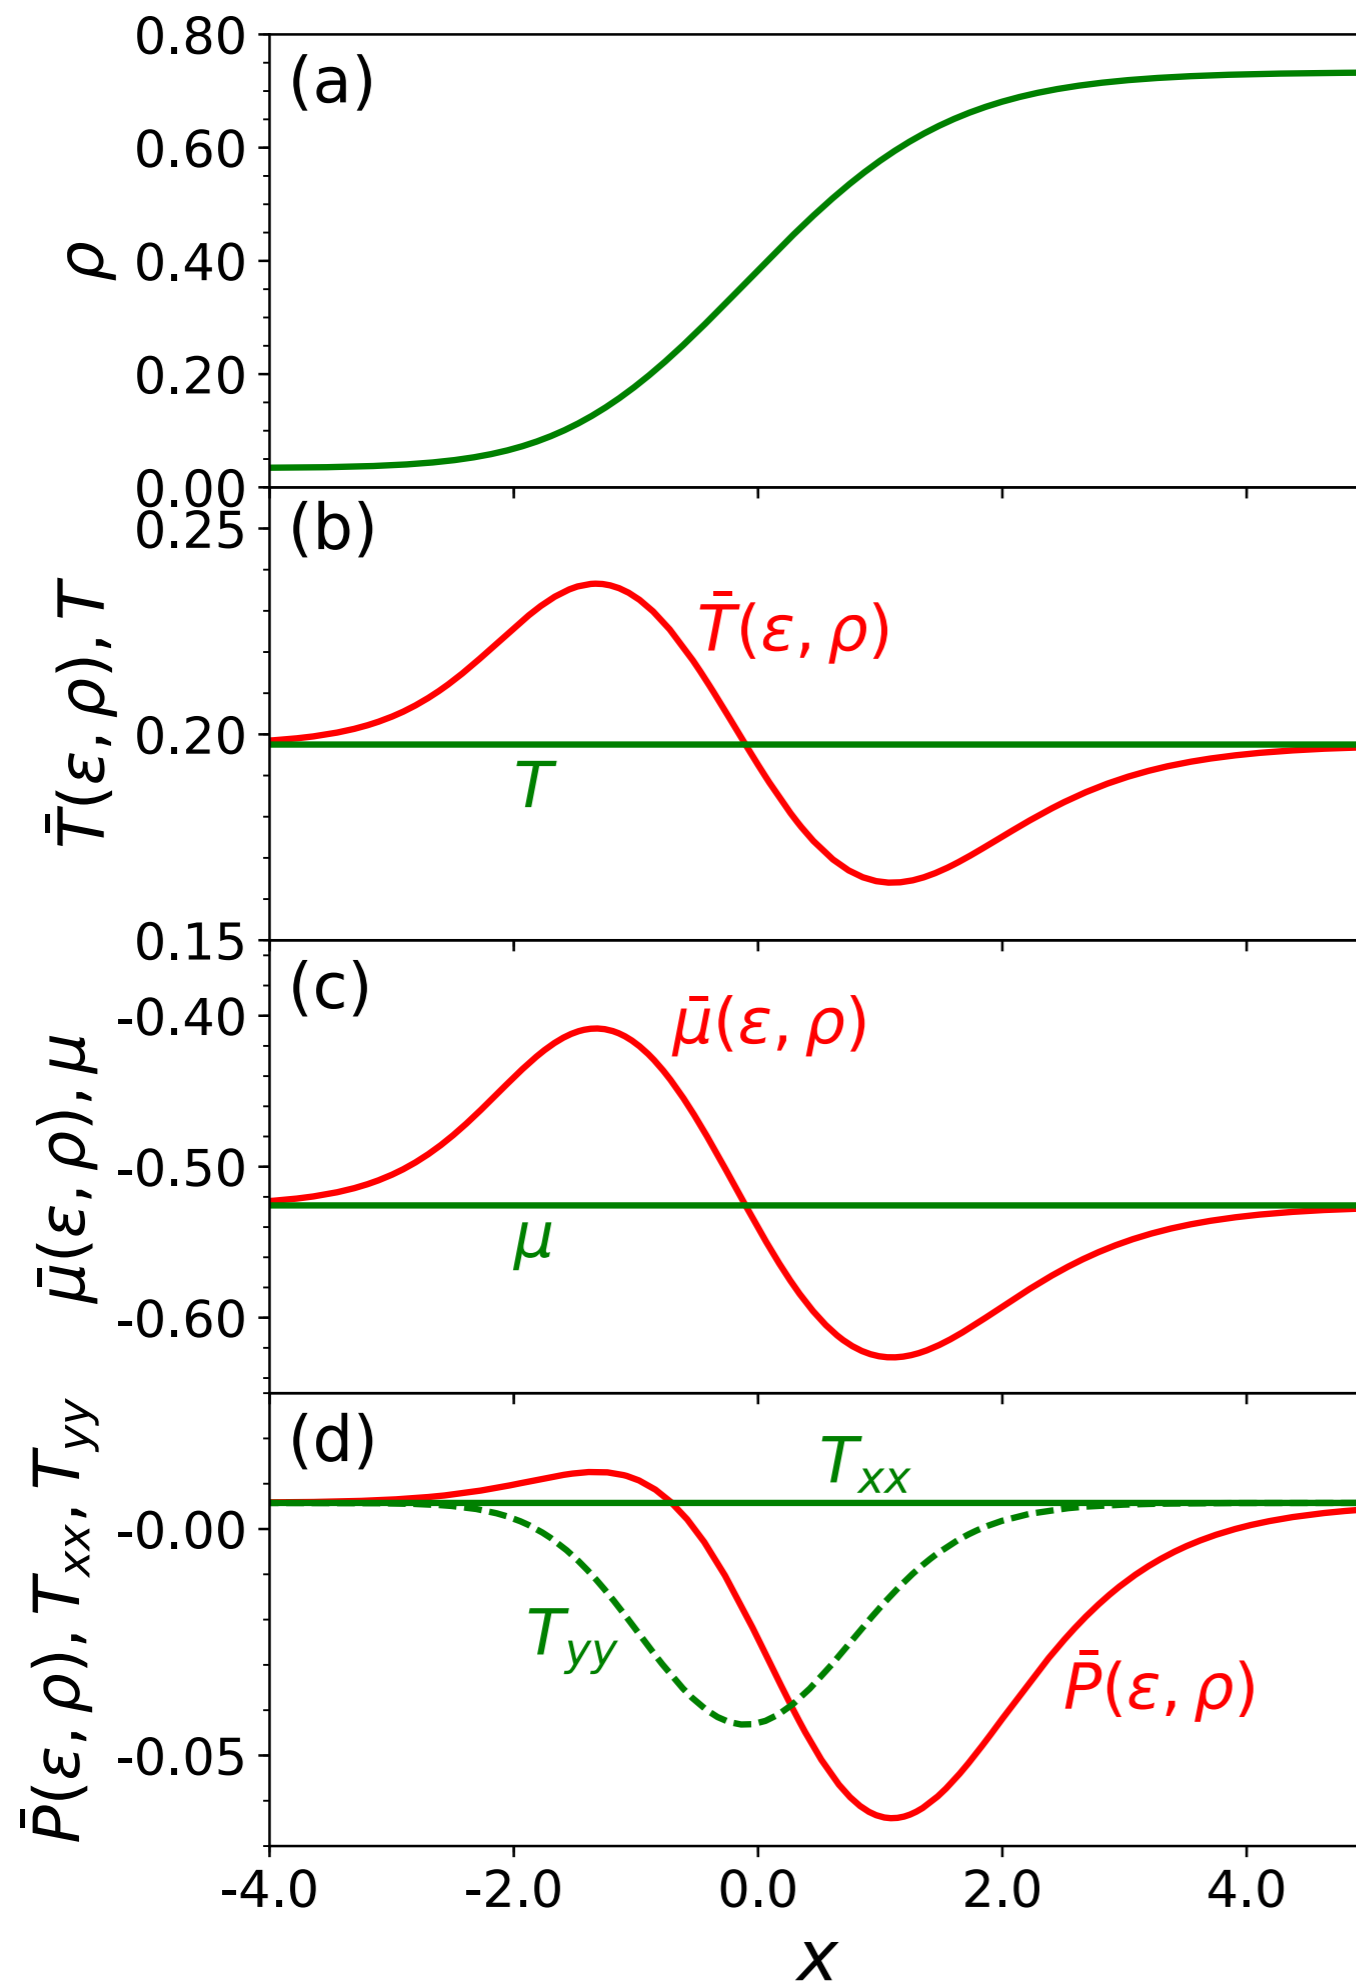 (a)
0.80
0.60
0.40
0.20
0.00
ρ
(b)
0.25
0.20
0.15
T̄(ε, ρ), T
T̄(ε, ρ)
T
(c)
-0.40
-0.50
-0.60
μ̄(ε, ρ), μ
μ̄(ε, ρ)
μ
(d)
-0.00
-0.05
P̄(ε, ρ), Txx, Tyy
Txx
Tyy
P̄(ε, ρ)
-4.0 -2.0 0.0 2.0 4.0
x